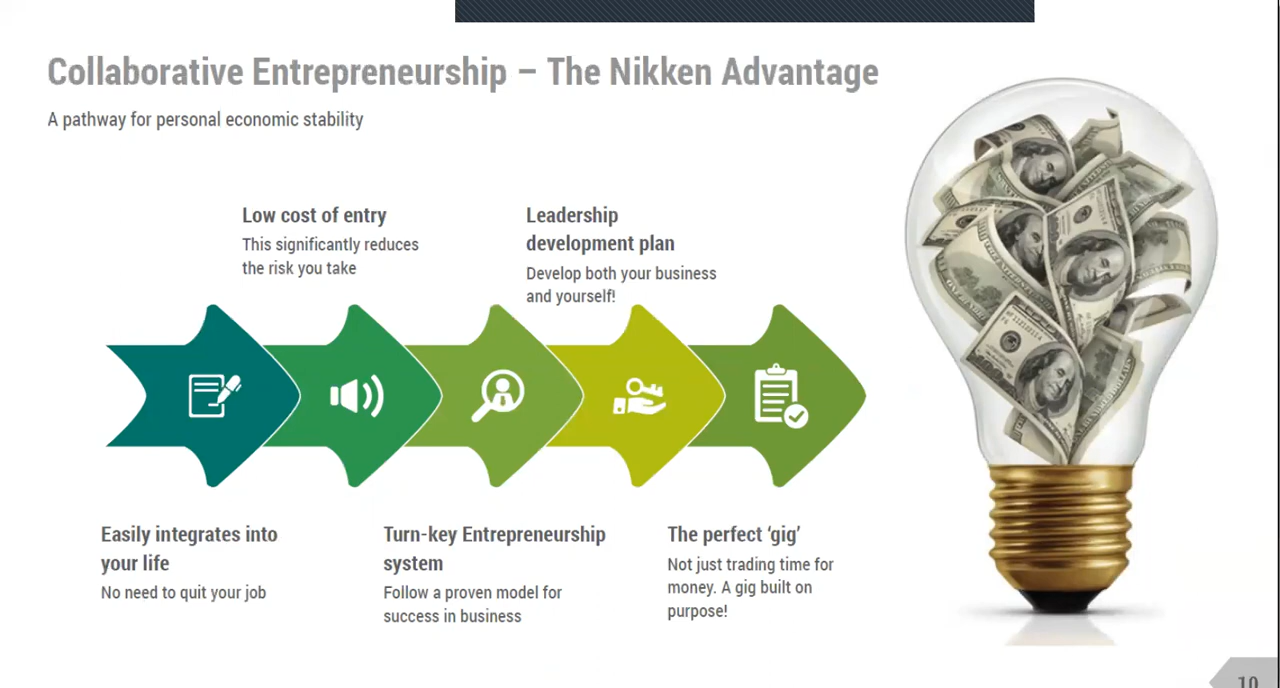 Collaborative Entrepreneurship – The Nikken Advantage
A pathway for personal economic stability
Low cost of entry
This significantly reduces
the risk you take
Leadership
development plan
Develop both your business
and yourself!
Easily integrates into
your life
No need to quit your job
Turn-key Entrepreneurship
system
Follow a proven model for
success in business
The perfect ‘gig’
Not just trading time for
money. A gig built on
purpose!
10